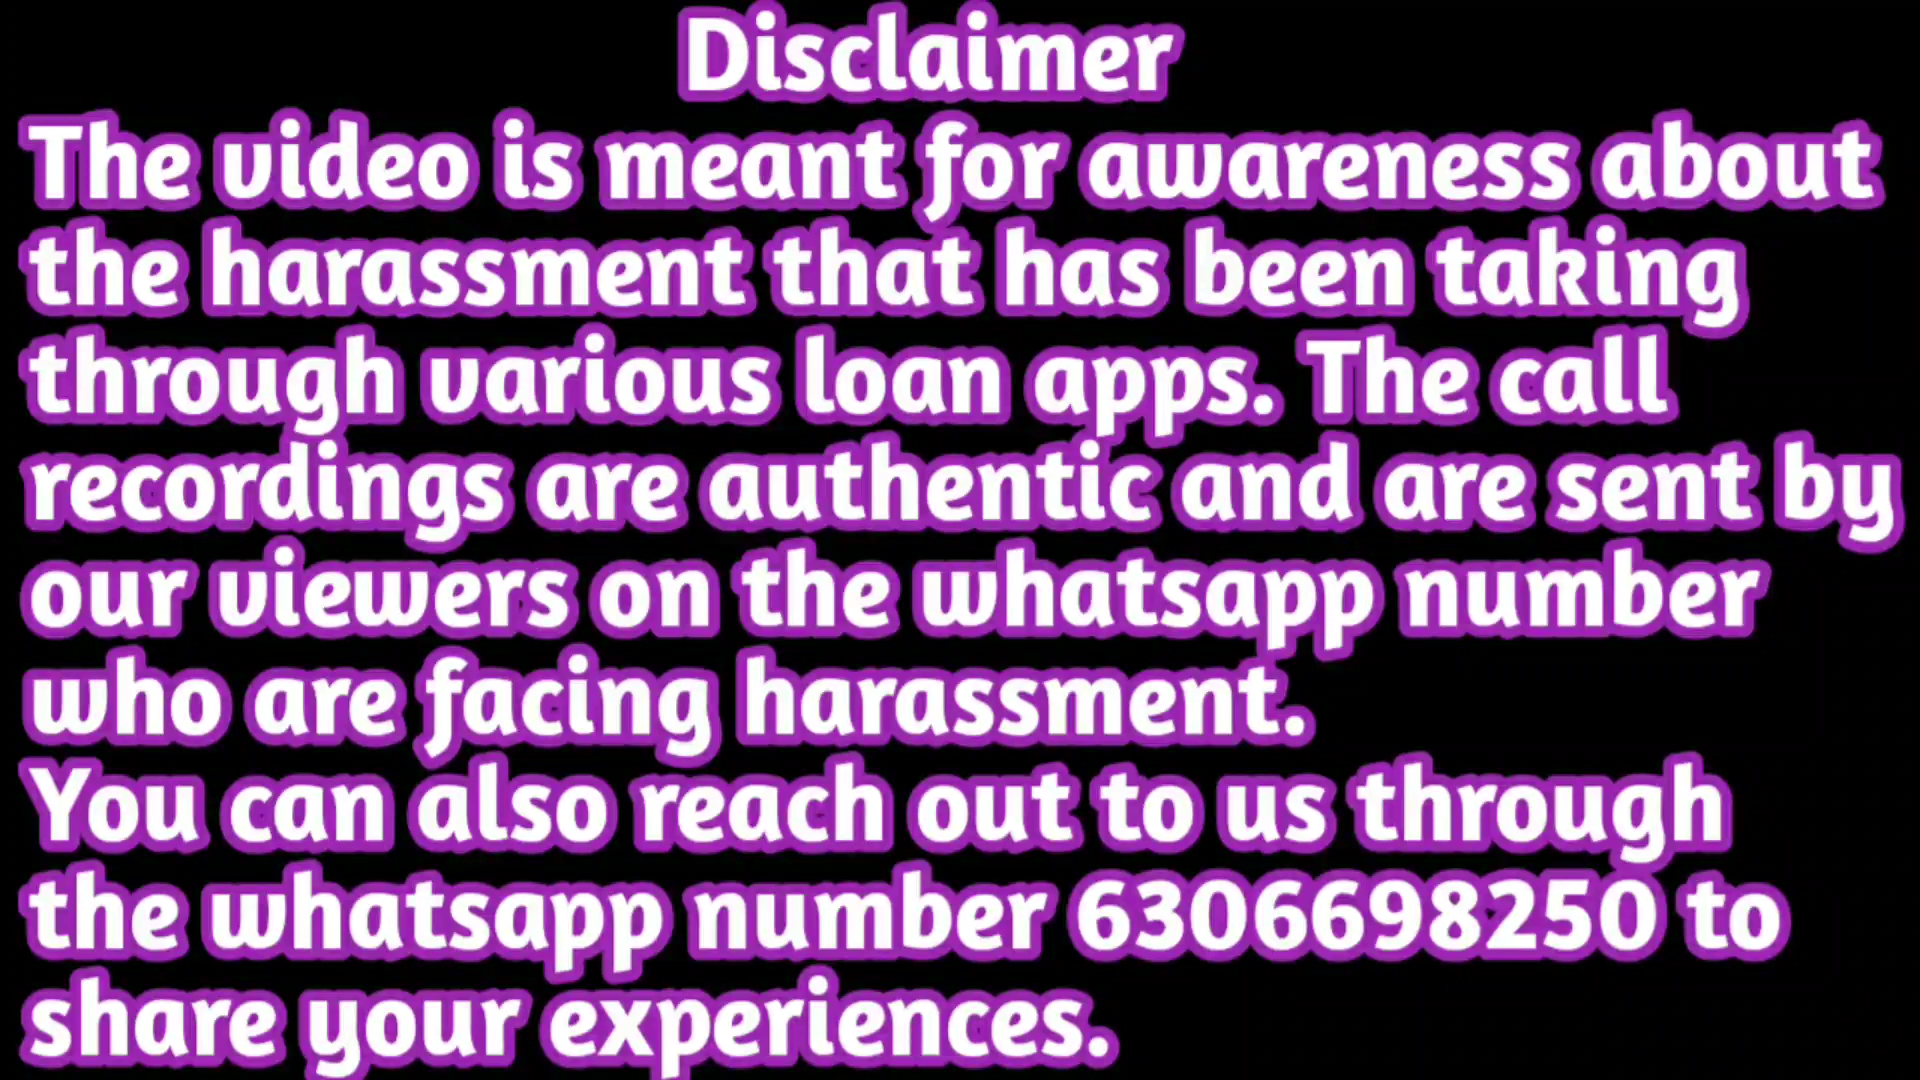 Disclaimer
The video is meant for awareness about
the harassment that has been taking
through various loan apps. The call
recordings are authentic and are sent by
our viewers on the whatsapp number
who are facing harassment.
You can also reach out to us through
the whatsapp number 6306698250 to
share your experiences.